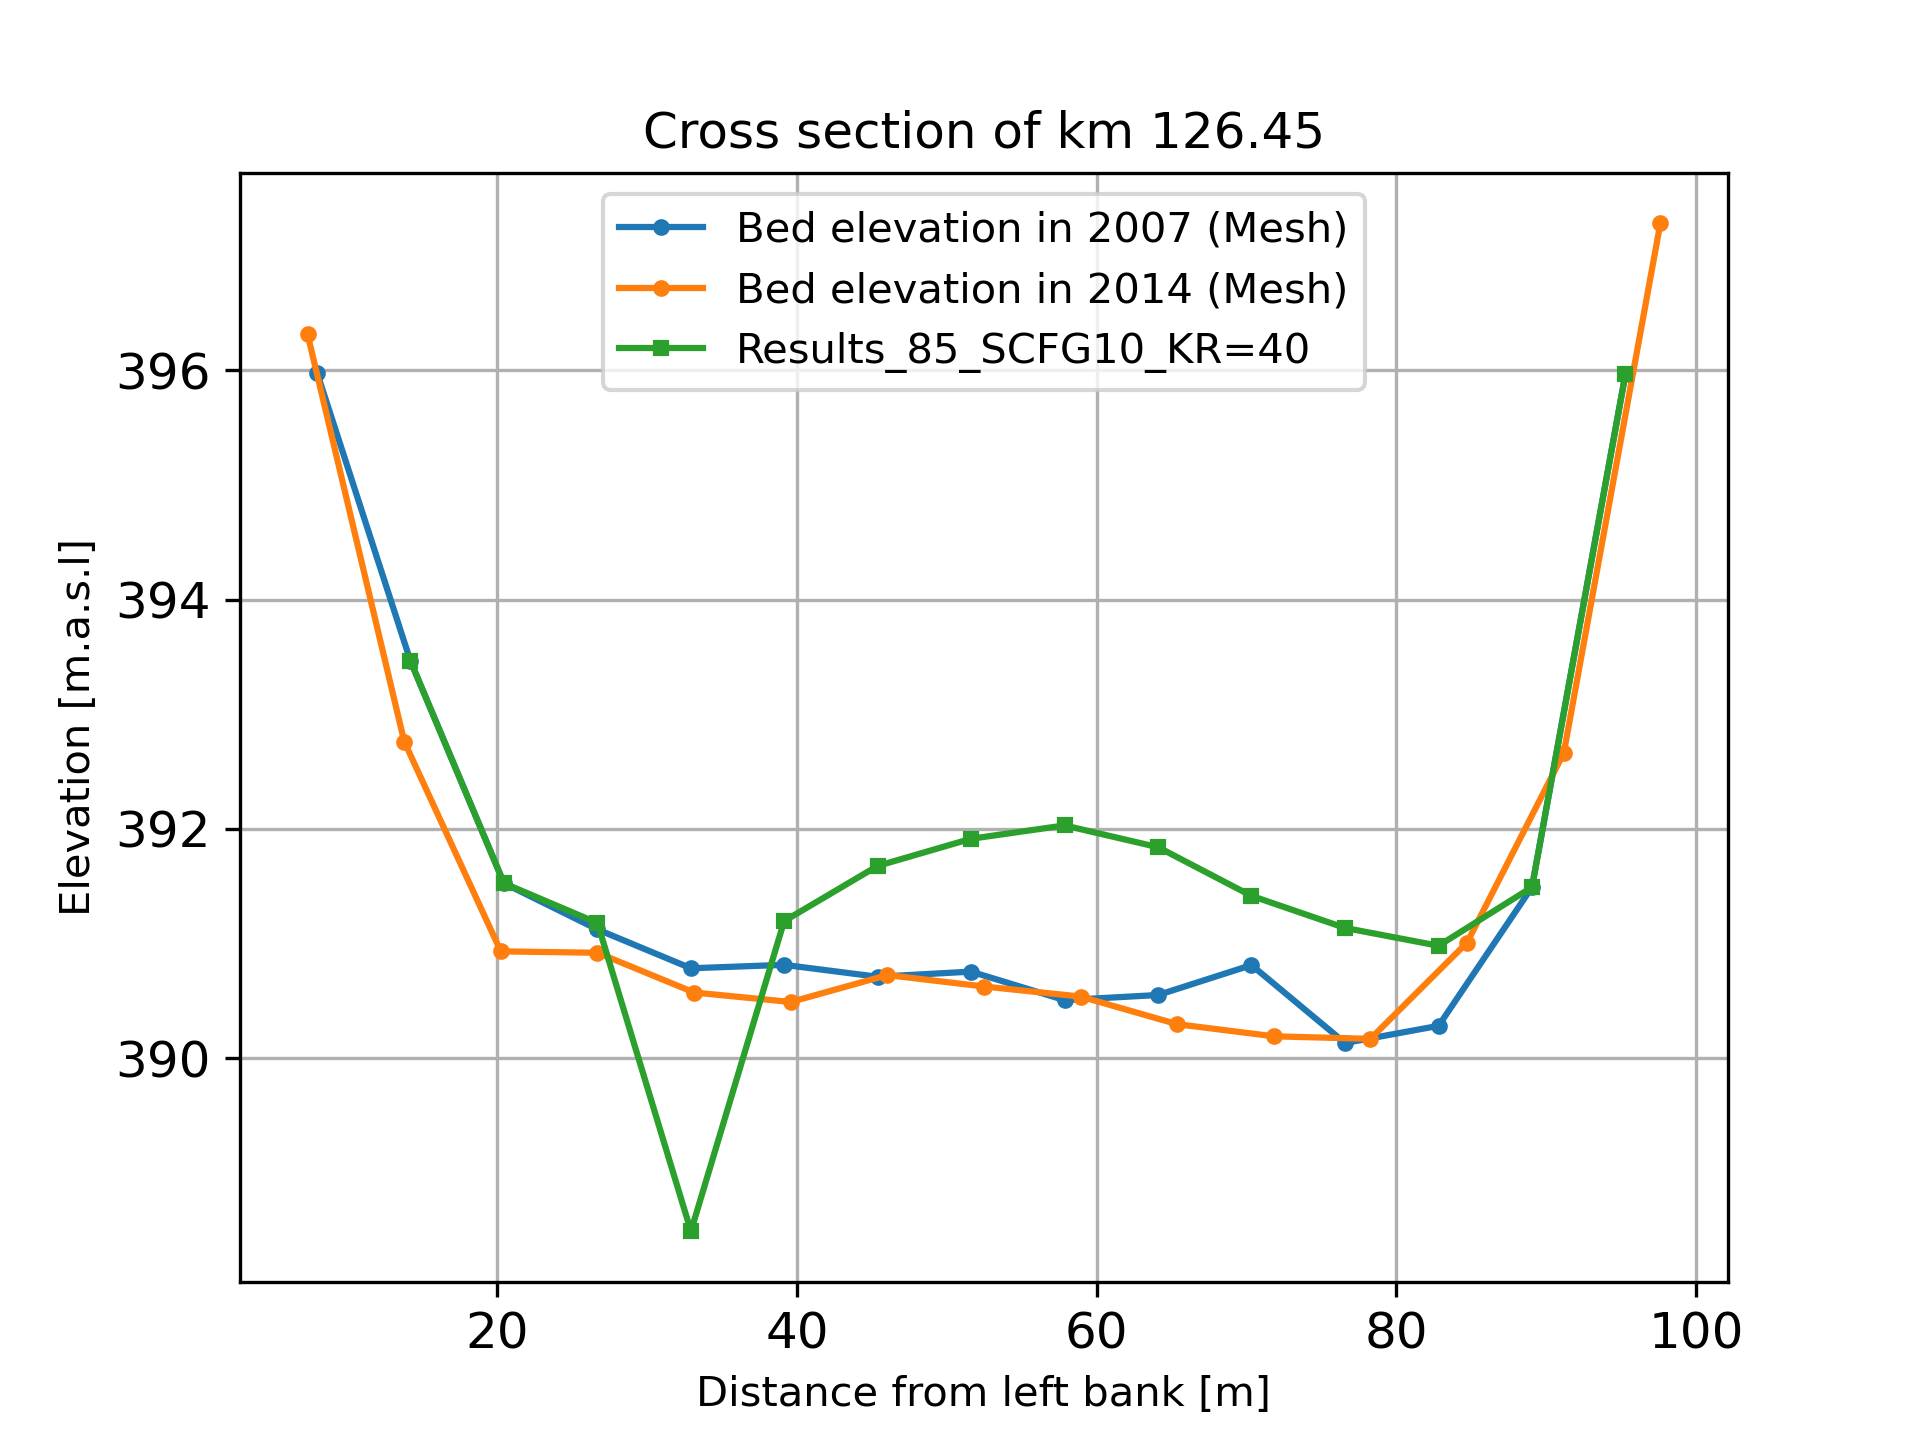 Cross section of km 126.45
Bed elevation in 2007 (Mesh)
Bed elevation in 2014 (Mesh)
Results_85_SCFG10_KR=40
396
394
392
390
Elevation [m.a.s.l]
20 40 60 80 100
Distance from left bank [m]